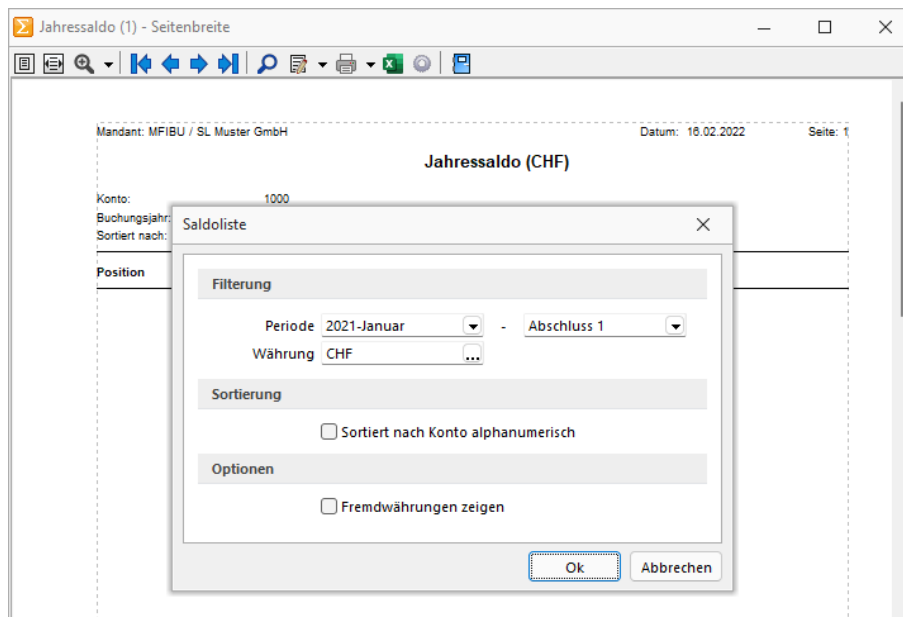 Jahressaldo (1) - Seitenbreite
Mandant: MFIBU / SL Muster GmbH Datum: 16.02.2022 Seite: 1
Jahressaldo (CHF)
Konto: 1000
Buchungsjahr:
Sortiert nach:
Position
Saldoliste
Filterung
Periode 2021-Januar - Abschluss 1
Währung CHF ...
Sortierung
Sortiert nach Konto alphanumerisch
Optionen
Fremdwährungen zeigen
Ok Abbrechen